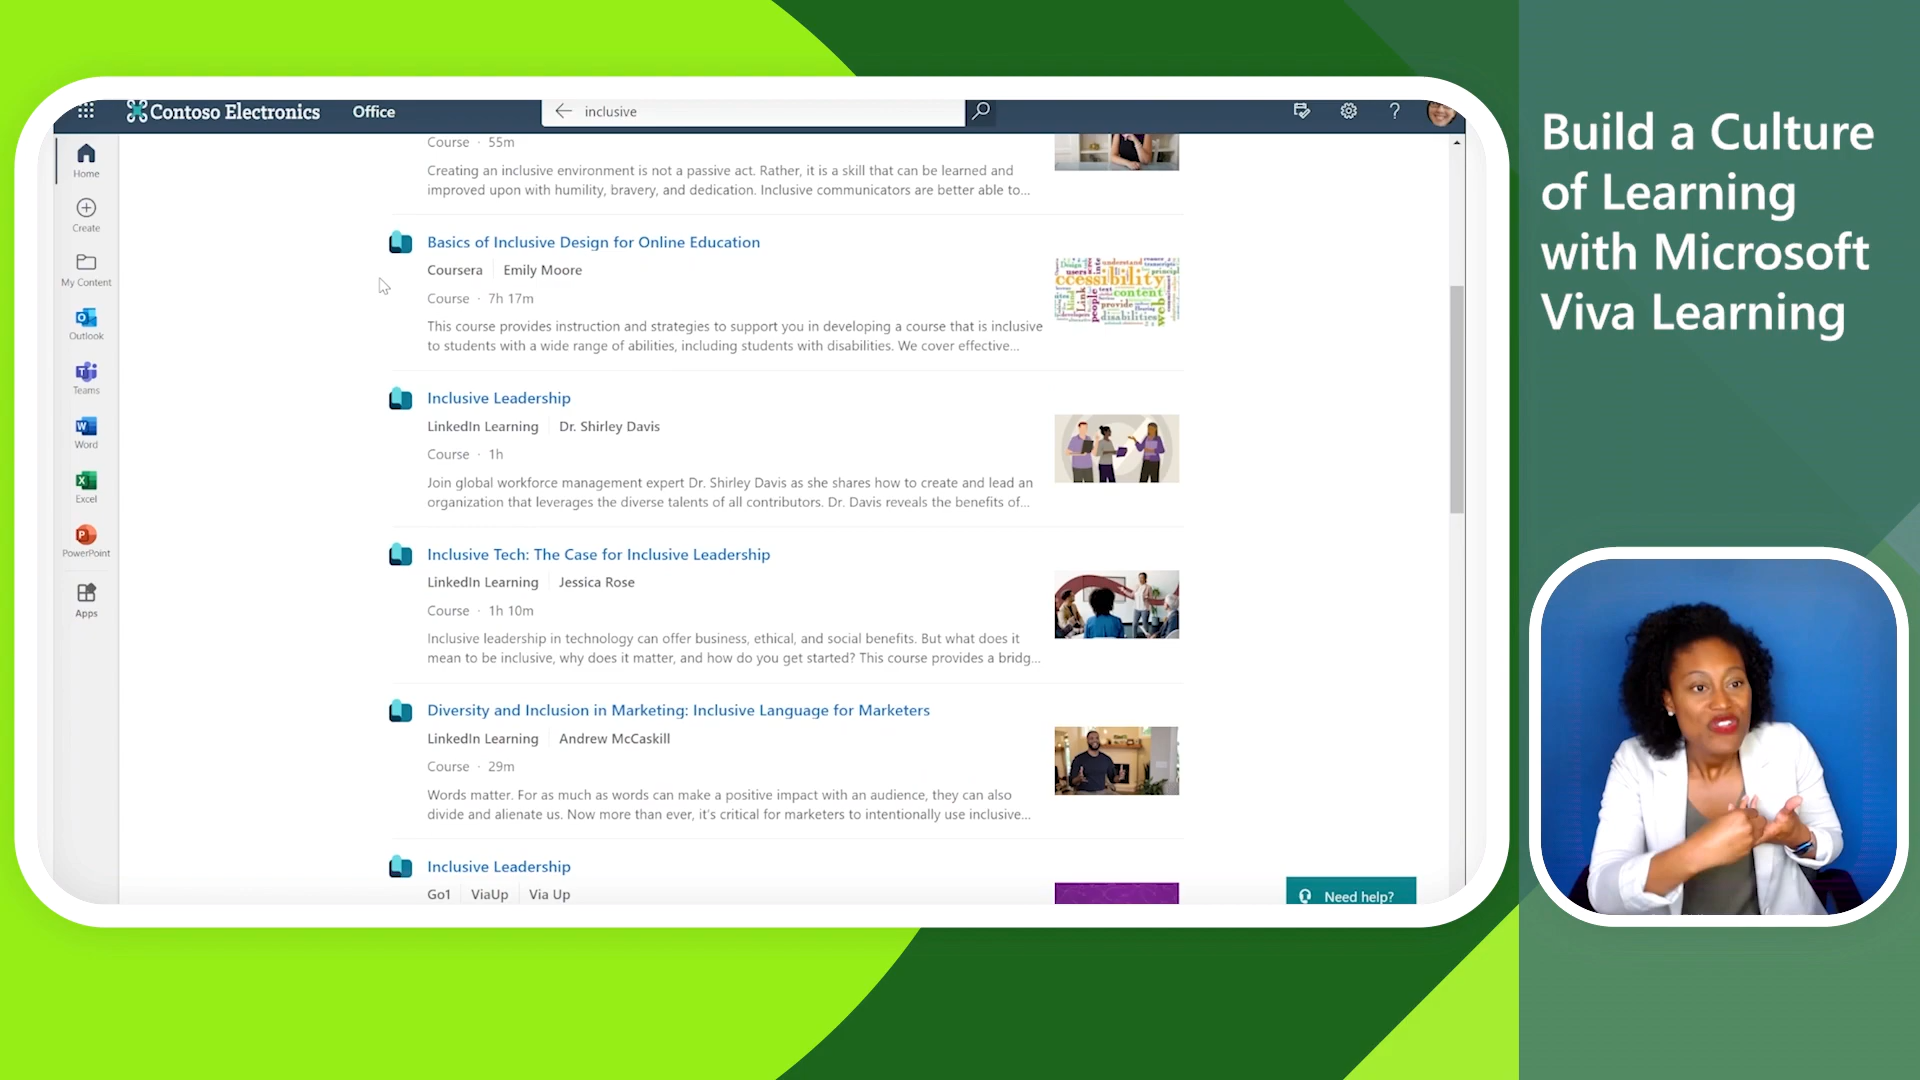 Contoso Electronics
Office
inclusive
?
Home
Create
My Content
Outlook
Teams
Word
Excel
PowerPoint
Apps
Course · 55m
Creating an inclusive environment is not a passive act. Rather, it is a skill that can be learned and
improved upon with humility, bravery, and dedication. Inclusive communicators are better able to...
Basics of Inclusive Design for Online Education
Coursera | Emily Moore
Course · 7h 17m
This course provides instruction and strategies to support you in developing a course that is inclusive
to students with a wide range of abilities, including students with disabilities. We cover effective...
ccessibility
content
provide
disabilities
people
Link
web
users
understand
Design
principl
Inclusive Leadership
LinkedIn Learning | Dr. Shirley Davis
Course · 1h
Join global workforce management expert Dr. Shirley Davis as she shares how to create and lead an
organization that leverages the diverse talents of all contributors. Dr. Davis reveals the benefits of...
Inclusive Tech: The Case for Inclusive Leadership
LinkedIn Learning | Jessica Rose
Course · 1h 10m
Inclusive leadership in technology can offer business, ethical, and social benefits. But what does it
mean to be inclusive, why does it matter, and how do you get started? This course provides a bridg...
Diversity and Inclusion in Marketing: Inclusive Language for Marketers
LinkedIn Learning | Andrew McCaskill
Course · 29m
Words matter. For as much as words can make a positive impact with an audience, they can also
divide and alienate us. Now more than ever, it's critical for marketers to intentionally use inclusive...
Inclusive Leadership
Go1 | ViaUp | Via Up
Need help?
Build a Culture
of Learning
with Microsoft
Viva Learning